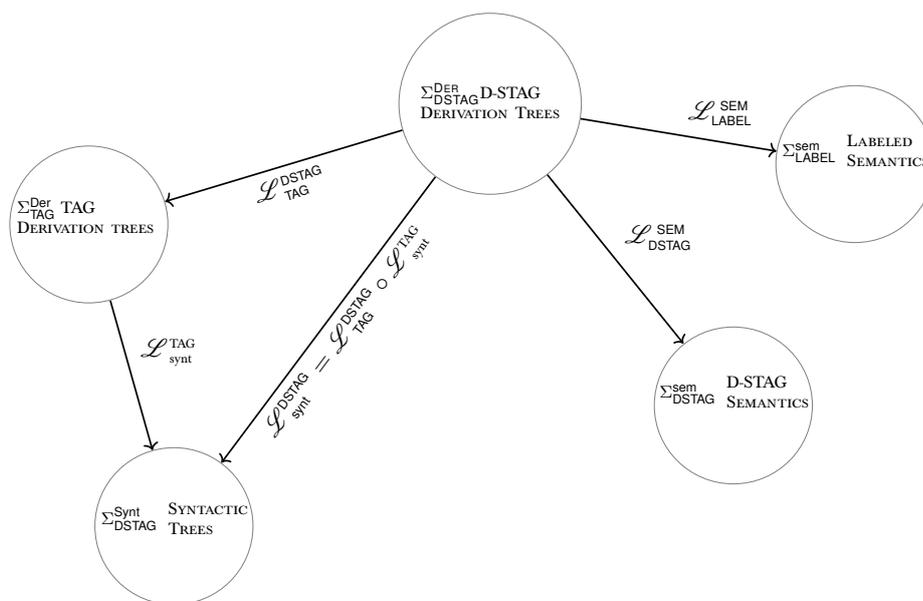 Σ^Der_DSTAG D-STAG
Derivation Trees
ℒ^SEM_LABEL
Σ^sem_LABEL Labeled
Semantics
ℒ^DSTAG_TAG
Σ^Der_TAG TAG
Derivation trees
ℒ^SEM_DSTAG
ℒ^DSTAG_synt = ℒ^DSTAG_TAG ∘ ℒ^TAG_synt
ℒ^TAG_synt
Σ^sem_DSTAG D-STAG
Semantics
Σ^Synt_DSTAG Syntactic
Trees